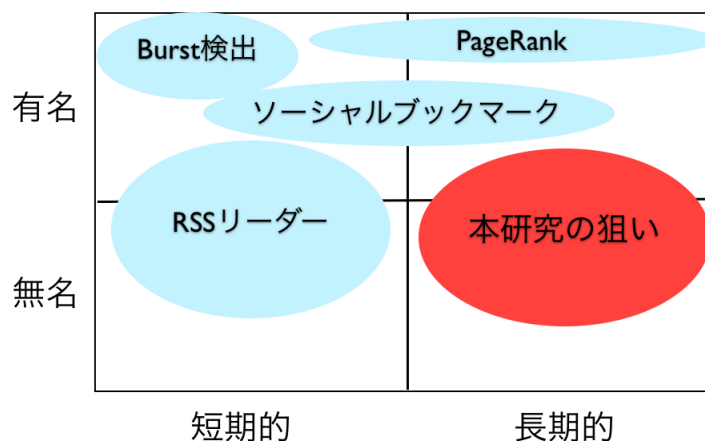 Burst検出
PageRank
有名
ソーシャルブックマーク
RSSリーダー
本研究の狙い
無名
短期的
長期的